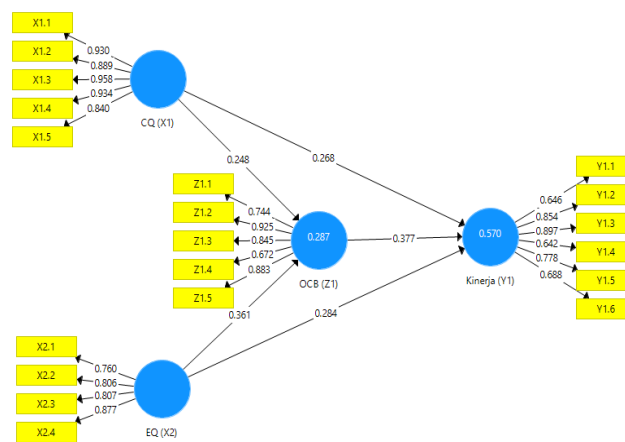 X1.1
X1.2
X1.3
X1.4
X1.5
0.930
0.889
0.958
0.934
0.840
CQ (X1)
0.248
0.268
Z1.1
Z1.2
Z1.3
Z1.4
Z1.5
0.744
0.925
0.845
0.672
0.883
0.287
OCB (Z1)
0.377
0.570
Kinerja (Y1)
0.646
0.854
0.897
0.642
0.778
0.688
Y1.1
Y1.2
Y1.3
Y1.4
Y1.5
Y1.6
0.361
0.284
X2.1
X2.2
X2.3
X2.4
0.760
0.806
0.807
0.877
EQ (X2)